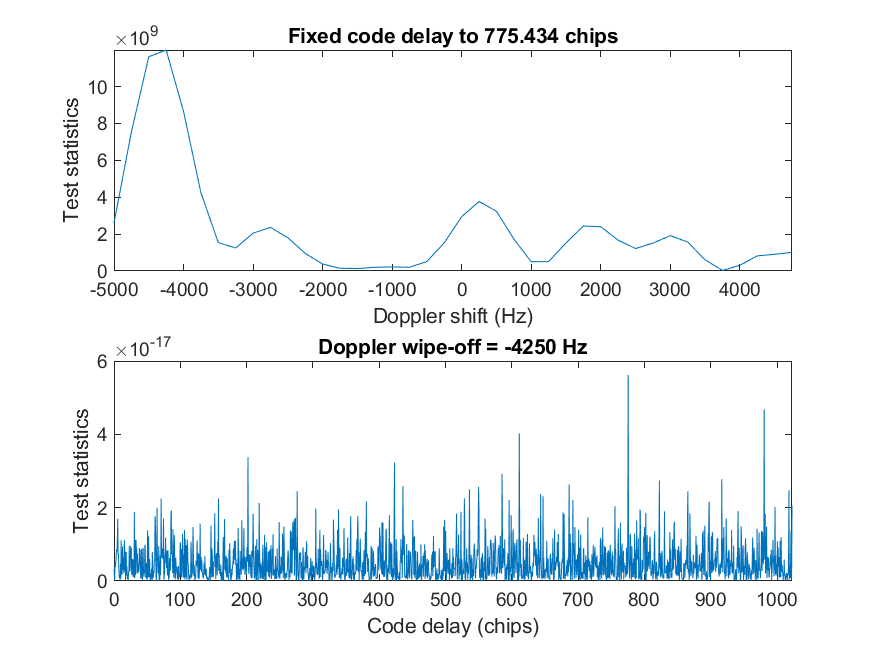 ×10^9
Fixed code delay to 775.434 chips
Test statistics
10
8
6
4
2
0
-5000 -4000 -3000 -2000 -1000 0 1000 2000 3000 4000
Doppler shift (Hz)
×10^-17
Doppler wipe-off = -4250 Hz
Test statistics
6
4
2
0
0 100 200 300 400 500 600 700 800 900 1000
Code delay (chips)